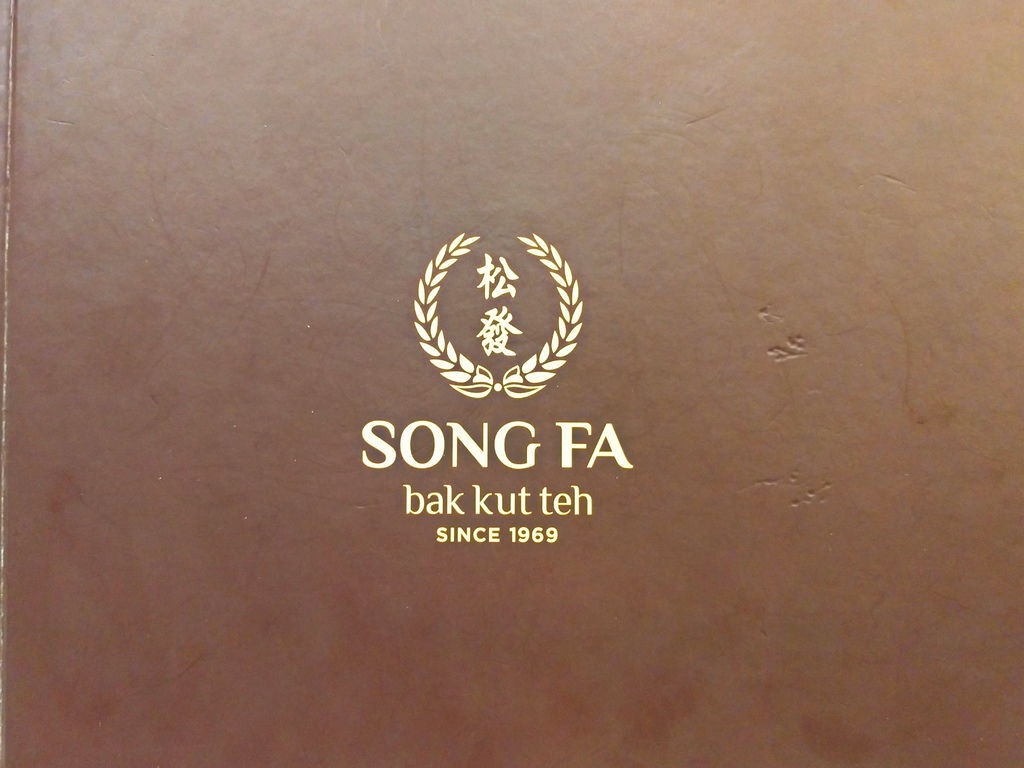 松
發
SONG FA
bak kut teh
SINCE 1969